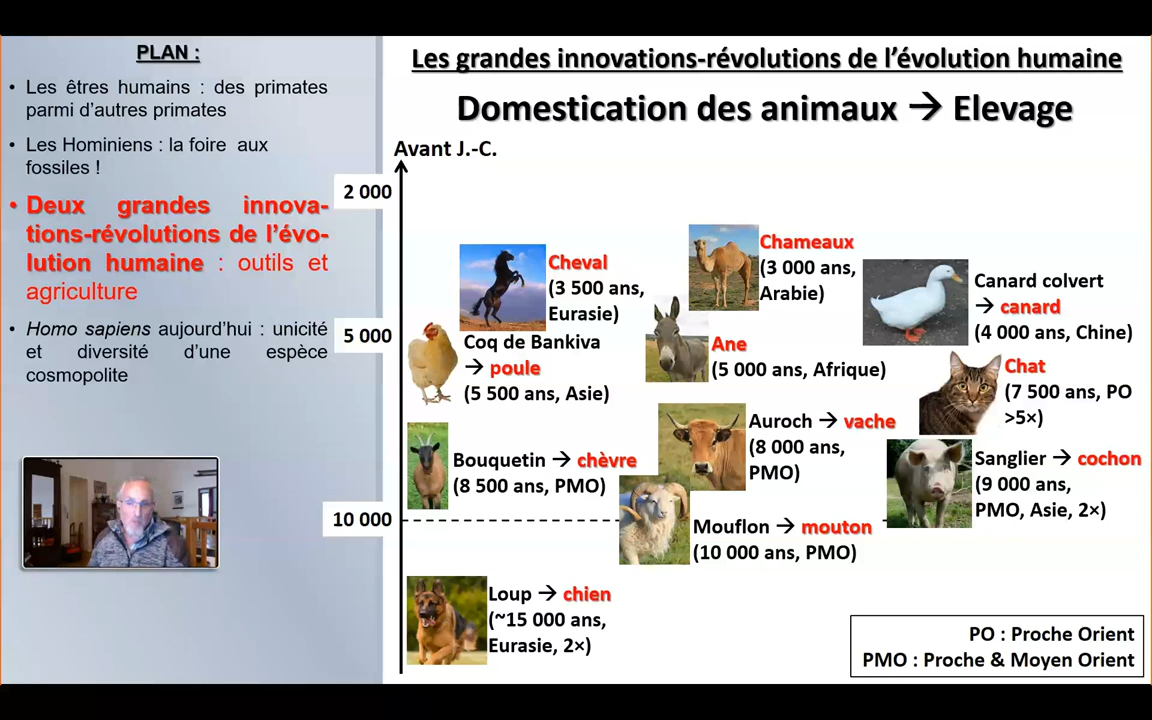 PLAN :
• Les êtres humains : des primates
parmi d’autres primates
• Les Hominiens : la foire aux
fossiles !
• Deux grandes innova-
tions-révolutions de l’évo-
lution humaine : outils et
agriculture
• Homo sapiens aujourd’hui : unicité
et diversité d’une espèce
cosmopolite
Les grandes innovations-révolutions de l’évolution humaine
Domestication des animaux → Elevage
Avant J.-C.
2 000
5 000
10 000
Cheval
(3 500 ans,
Eurasie)
Chameaux
(3 000 ans,
Arabie)
Canard colvert
→ canard
(4 000 ans, Chine)
Coq de Bankiva
→ poule
(5 500 ans, Asie)
Ane
(5 000 ans, Afrique)
Chat
(7 500 ans, PO
>5×)
Auroch → vache
(8 000 ans,
PMO)
Bouquetin → chèvre
(8 500 ans, PMO)
Sanglier → cochon
(9 000 ans,
PMO, Asie, 2×)
Mouflon → mouton
(10 000 ans, PMO)
Loup → chien
(~15 000 ans,
Eurasie, 2×)
PO : Proche Orient
PMO : Proche & Moyen Orient